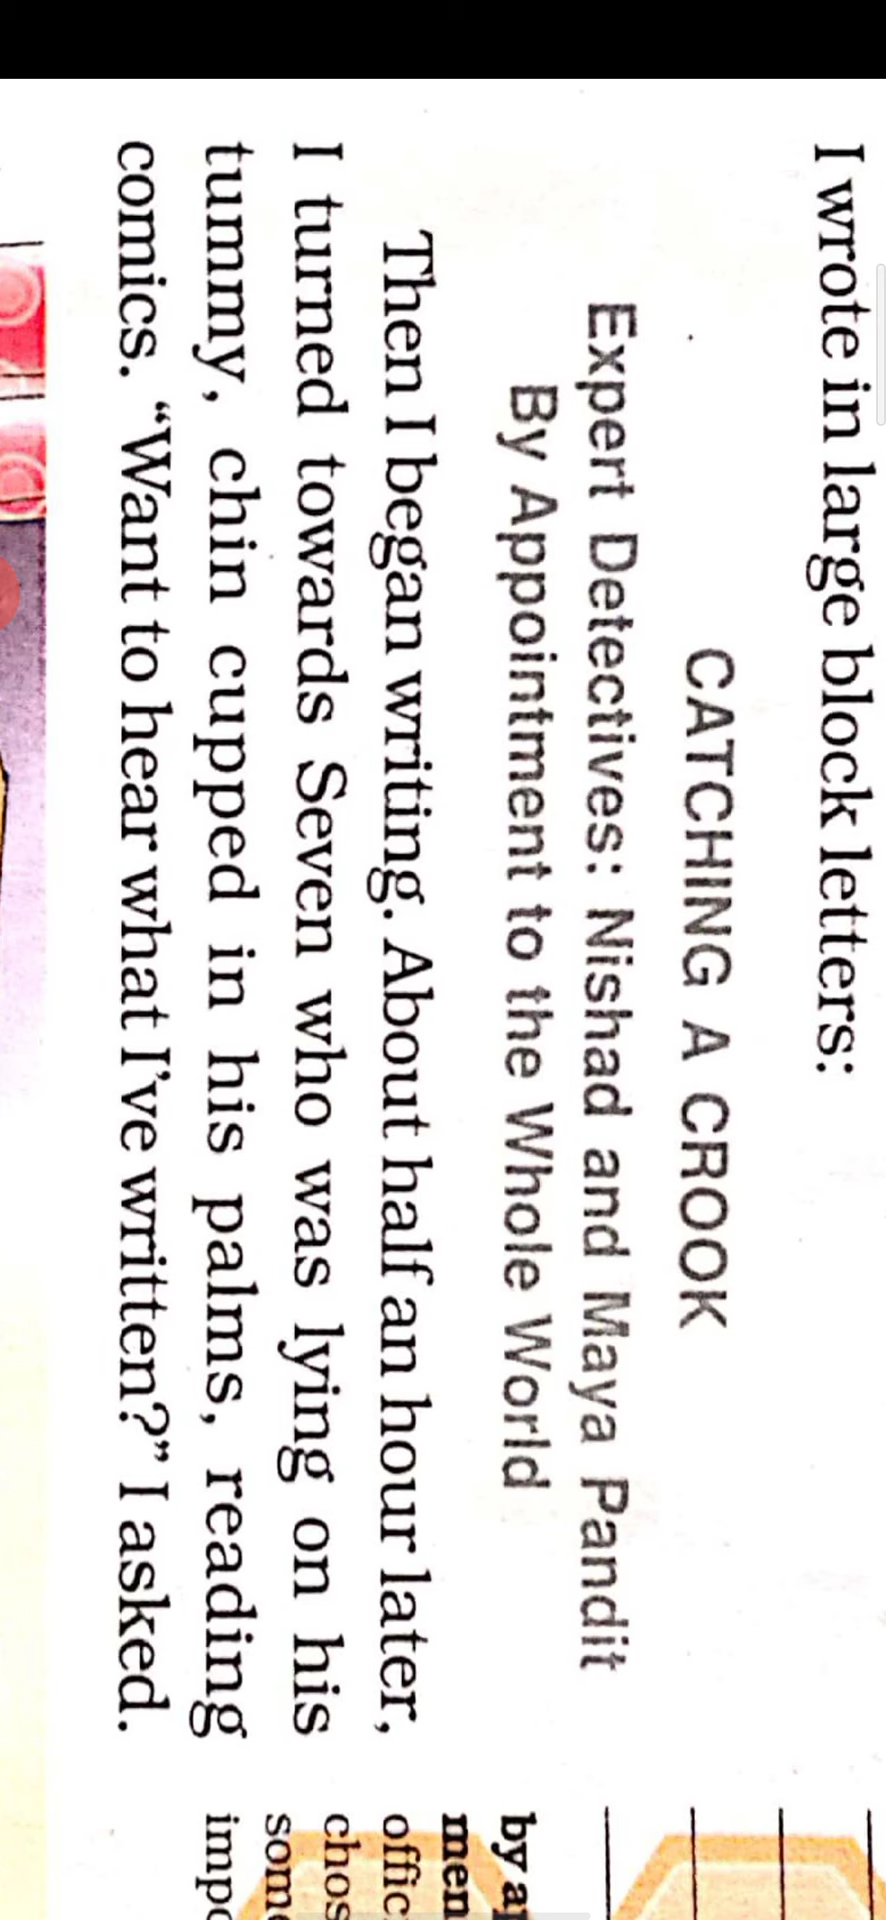 I wrote in large block letters:
CATCHING A CROOK
Expert Detectives: Nishad and Maya Pandit
By Appointment to the Whole World
Then I began writing. About half an hour later,
I turned towards Seven who was lying on his
tummy, chin cupped in his palms, reading
comics. “Want to hear what I’ve written?” I asked.
by